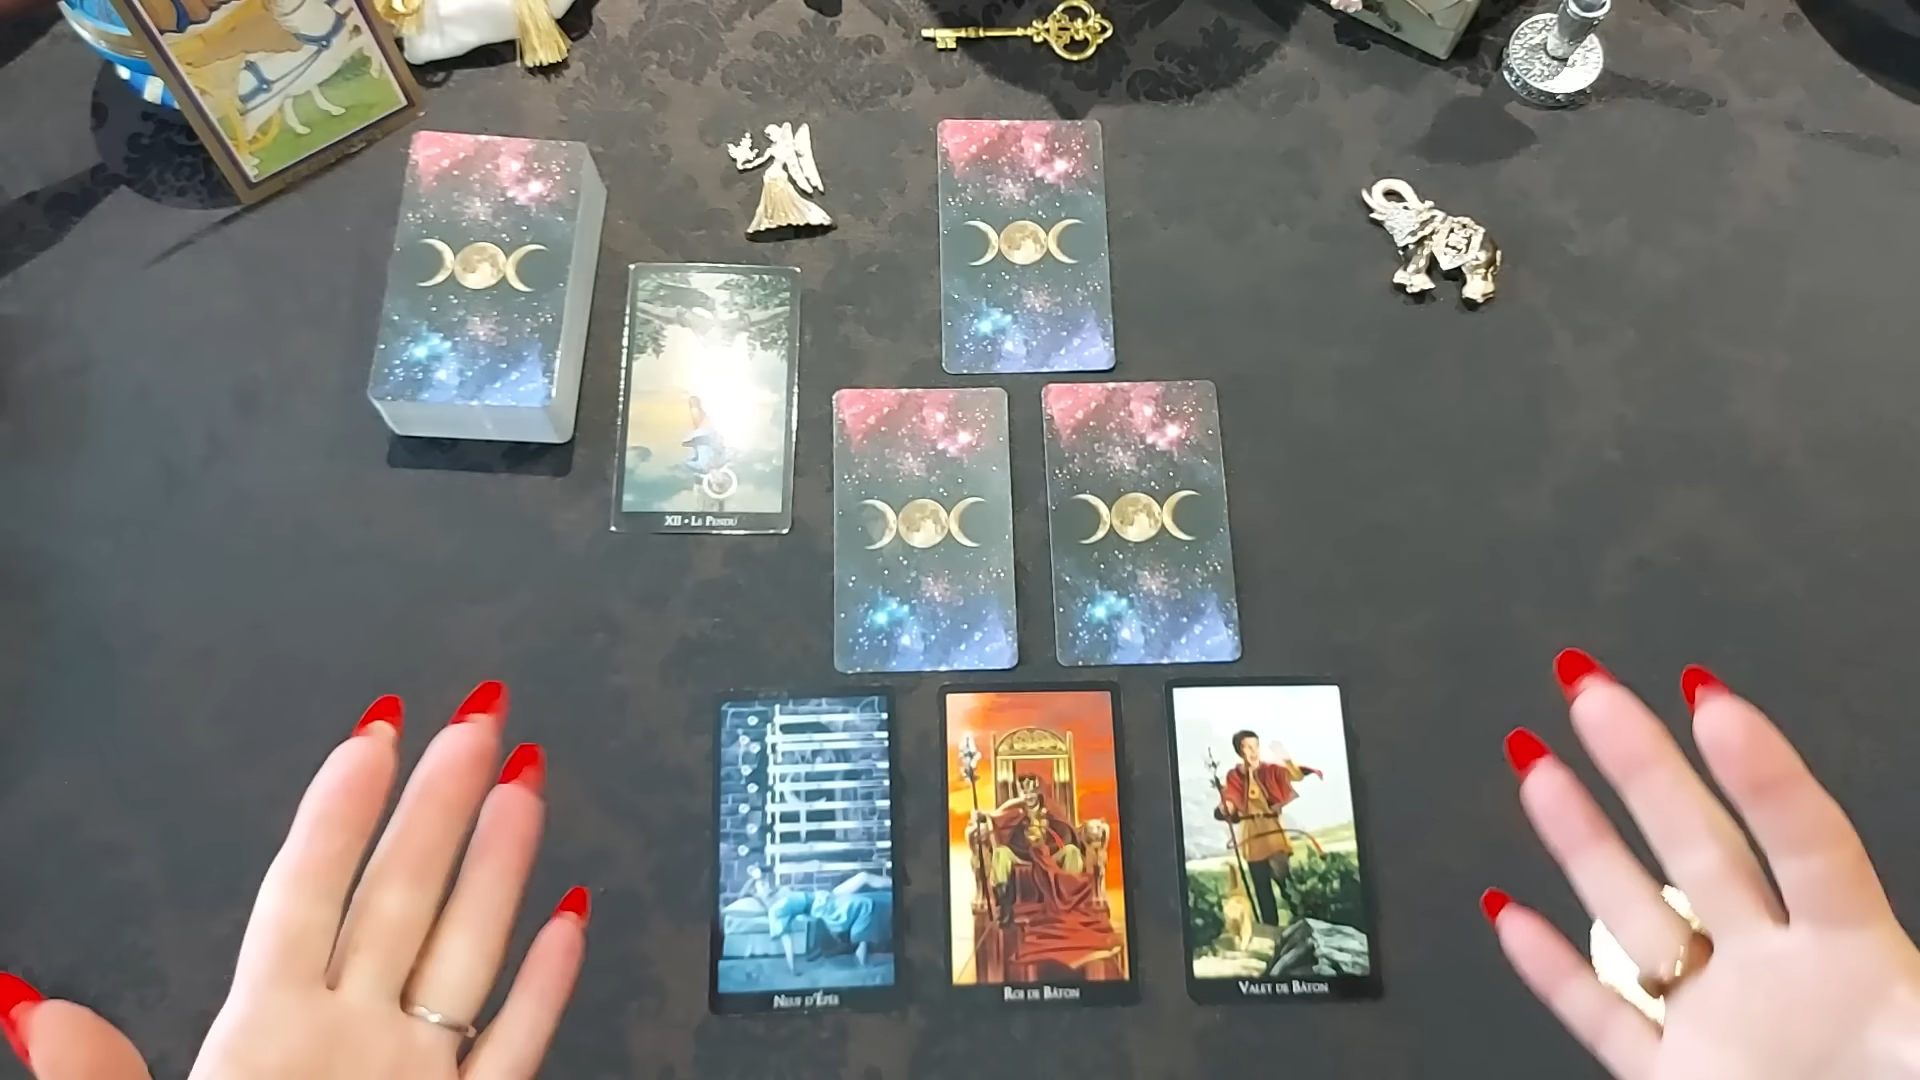 XII • Le Pendu
Neuf d'Épée
Roi de Bâton
Valet de Bâton